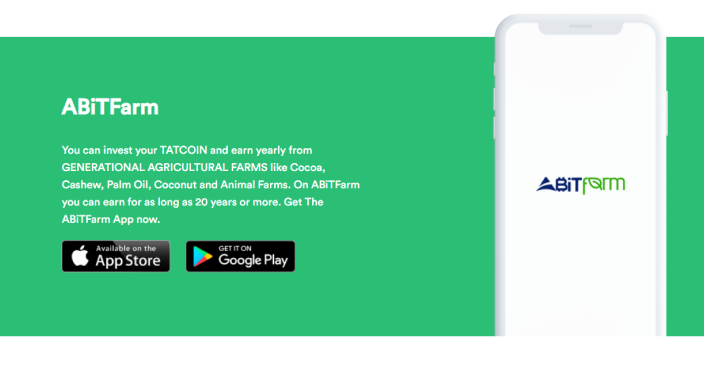 ABiTFarm
You can invest your TATCOIN and earn yearly from
GENERATIONAL AGRICULTURAL FARMS like Cocoa,
Cashew, Palm Oil, Coconut and Animal Farms. On ABiTFarm
you can earn for as long as 20 years or more. Get The
ABiTFarm App now.
Available on the
App Store
GET IT ON
Google Play
ABiTfarm